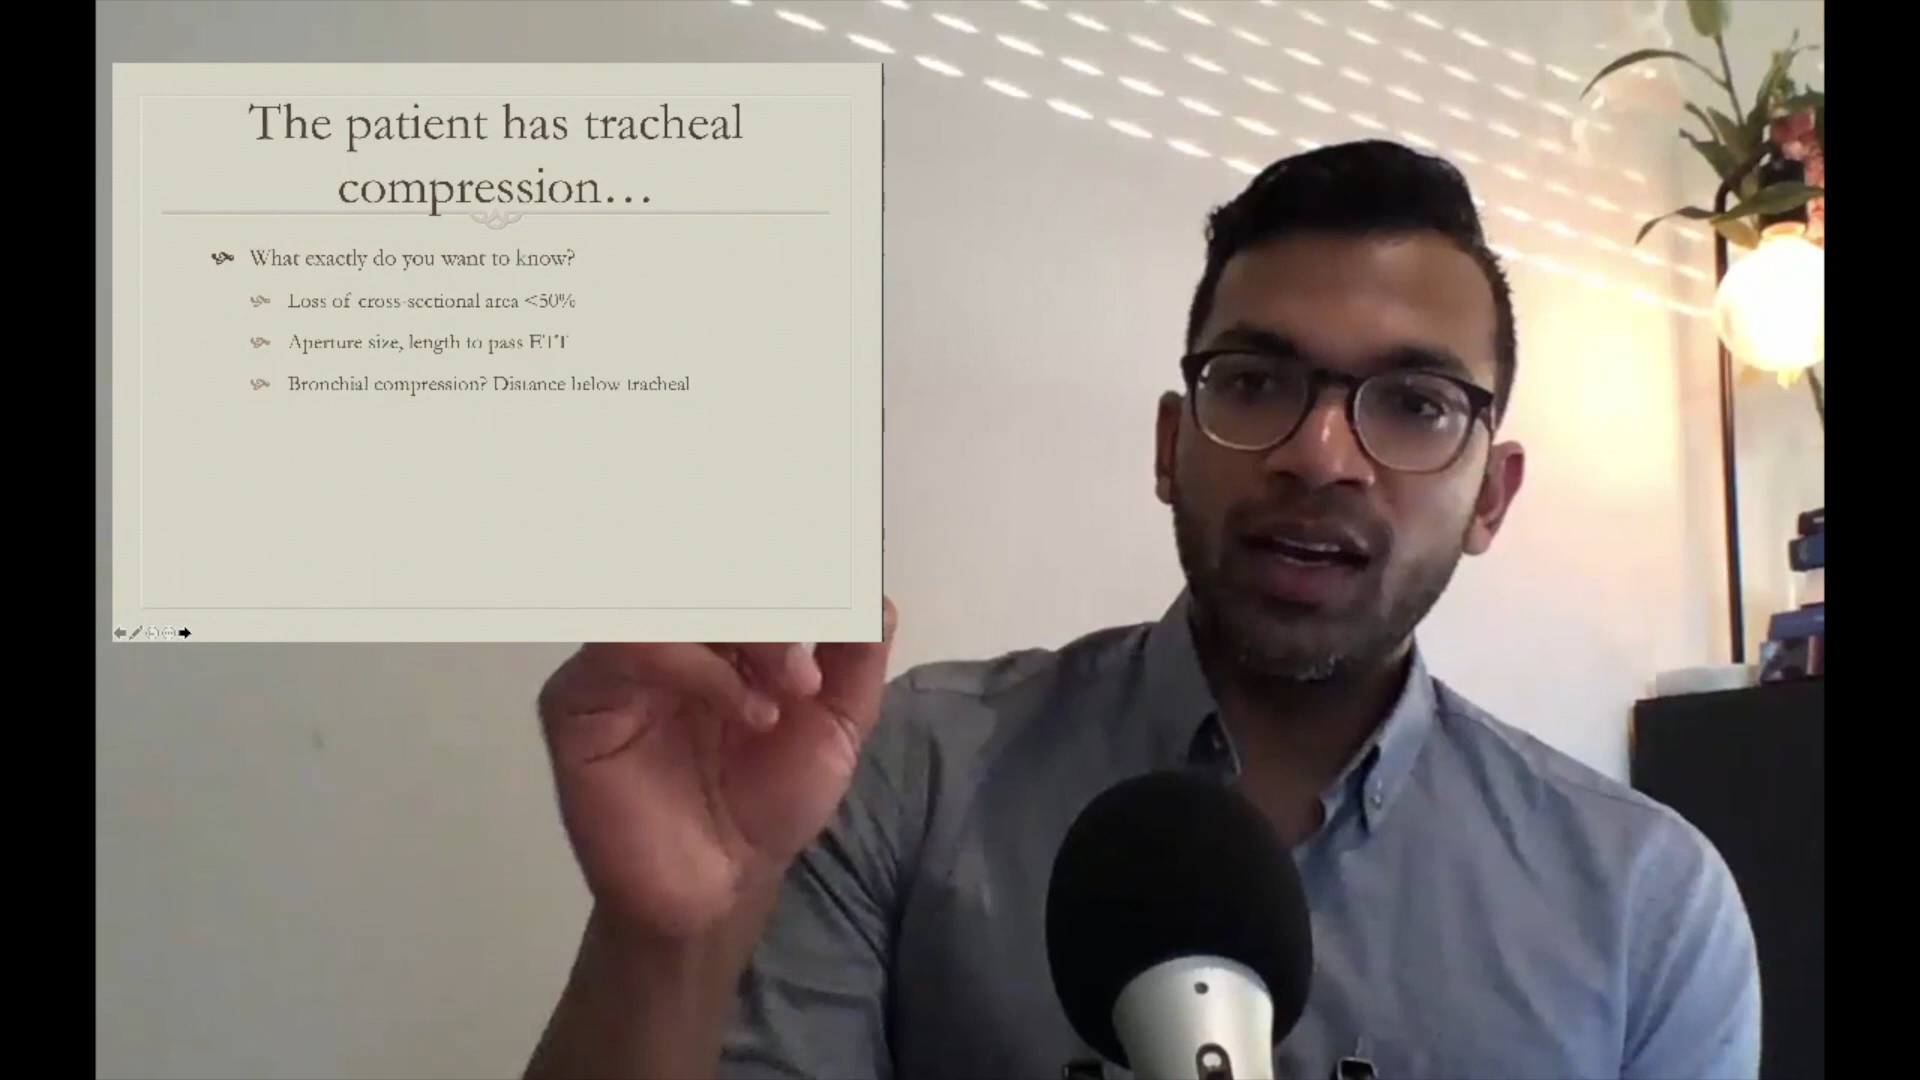 The patient has tracheal
compression…
What exactly do you want to know?
Loss of cross-sectional area <50%
Aperture size, length to pass ETT
Bronchial compression? Distance below tracheal